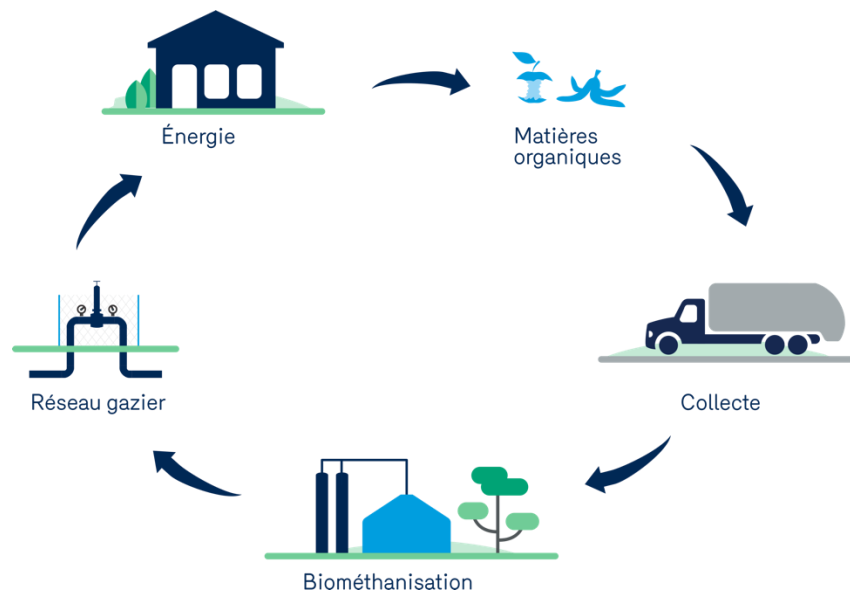 Énergie
Matières
organiques
Réseau gazier
Collecte
Biométhanisation